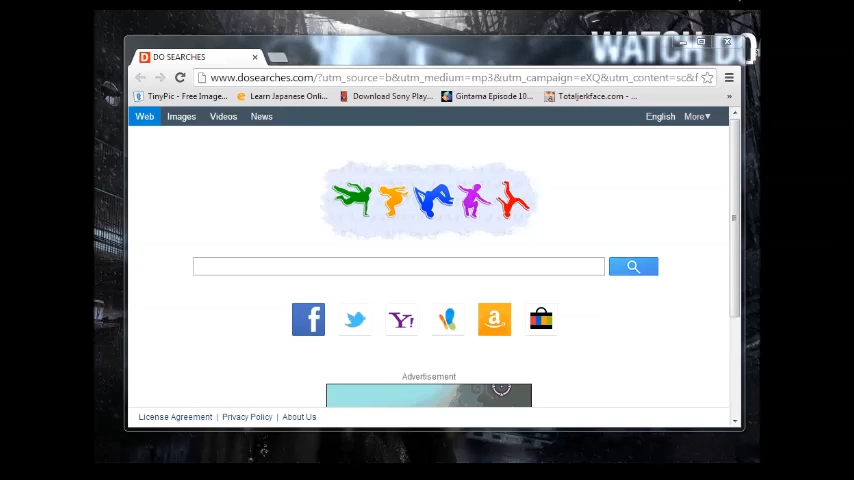 WATCH DO
DO SEARCHES
www.dosearches.com/?utm_source=b&utm_medium=mp3&utm_campaign=eXQ&utm_content=sc&f
TinyPic - Free Image...
Learn Japanese Onli...
Download Sony Play...
Gintama Episode 10...
Totaljerkface.com - ...
»
Web Images Videos News English More▾
f Y! a
Advertisement
License Agreement | Privacy Policy | About Us